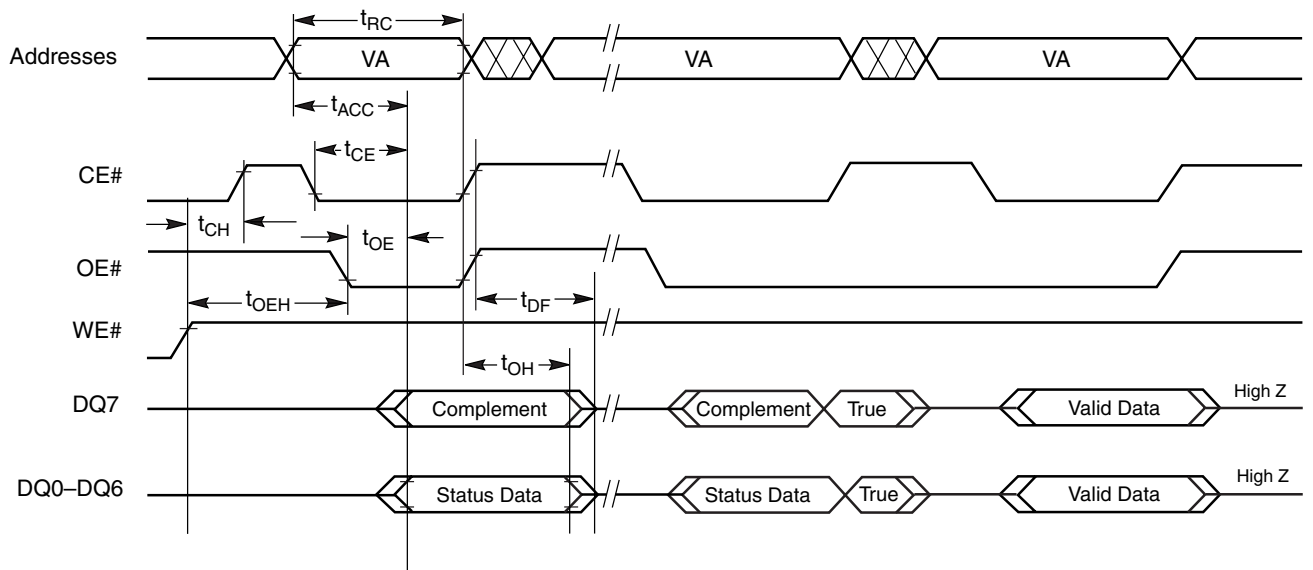 tRC
Addresses VA VA VA
tACC
tCE
CE#
tCH tOE
OE#
tOEH tDF
WE#
tOH
DQ7 Complement Complement True Valid Data High Z
DQ0–DQ6 Status Data Status Data True Valid Data High Z